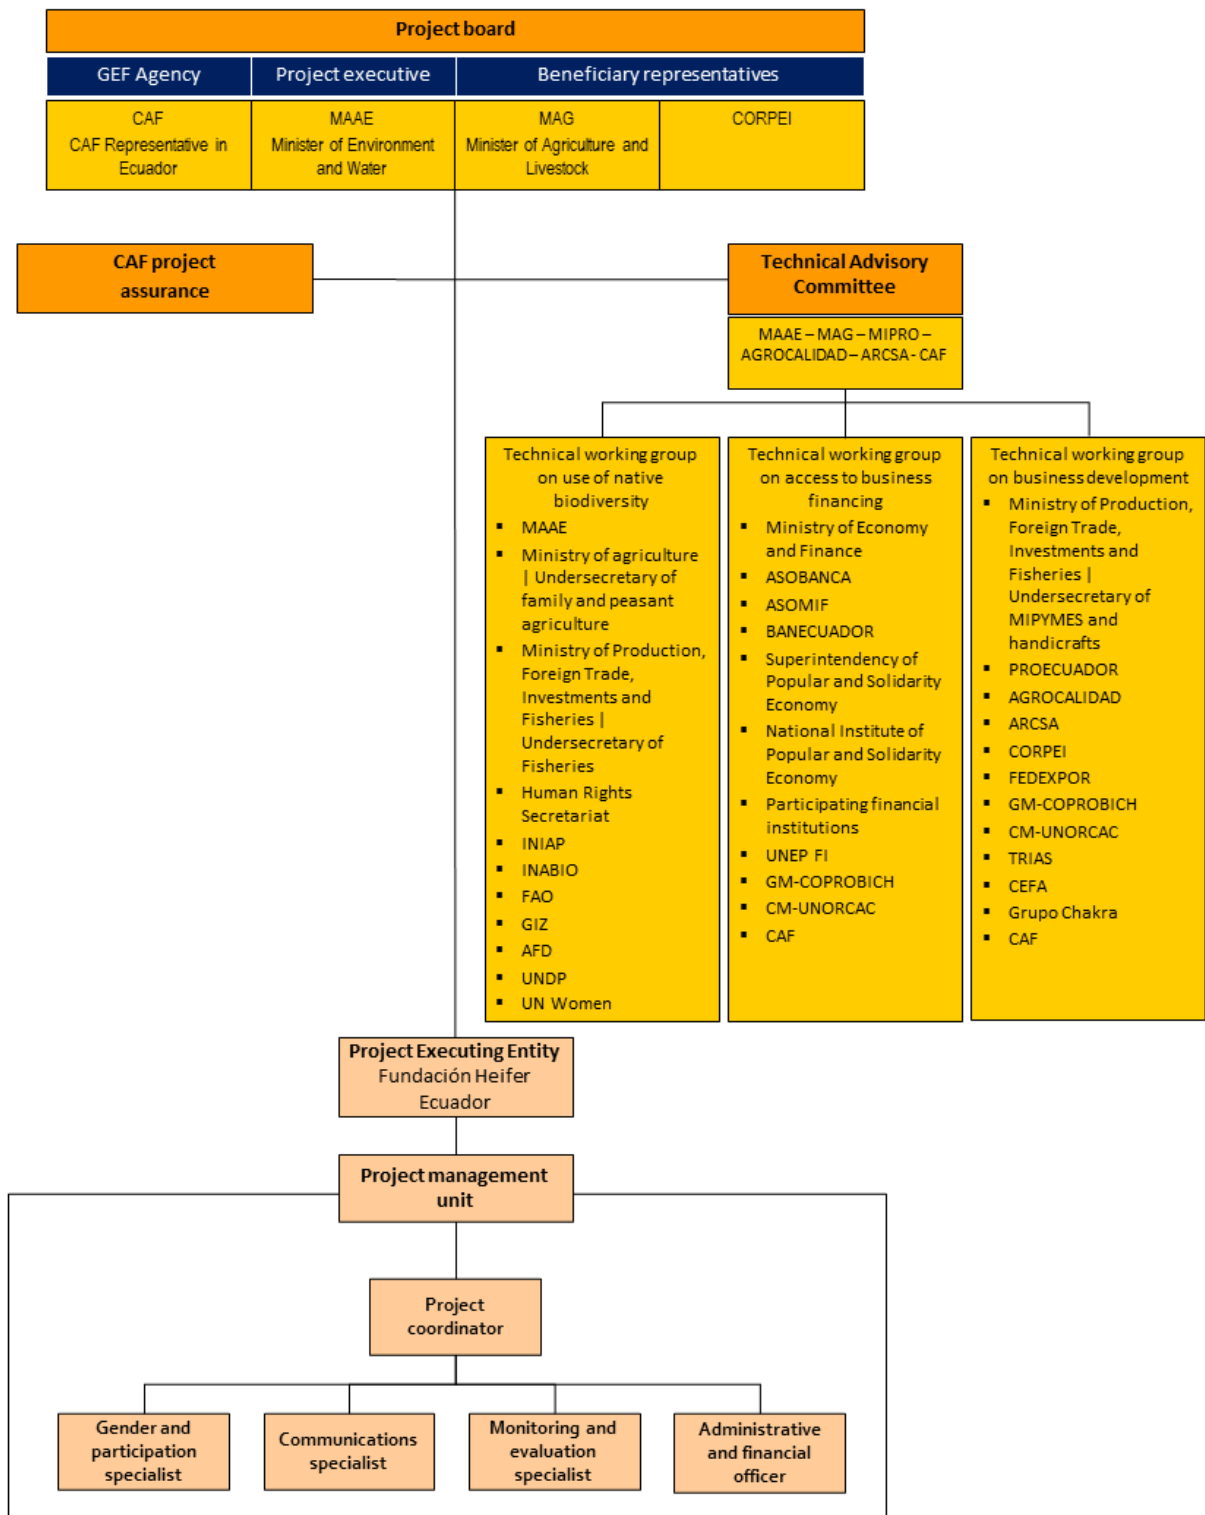 Project board
GEF Agency
Project executive
Beneficiary representatives
CAF
CAF Representative in
Ecuador
MAAE
Minister of Environment
and Water
MAG
Minister of Agriculture and
Livestock
CORPEI
CAF project
assurance
Technical Advisory
Committee
MAAE – MAG – MIPRO –
AGROCALIDAD – ARCSA - CAF
Technical working group
on use of native
biodiversity
▪ MAAE
▪ Ministry of agriculture
| Undersecretary of
family and peasant
agriculture
▪ Ministry of Production,
Foreign Trade,
Investments and
Fisheries |
Undersecretary of
Fisheries
▪ Human Rights
Secretariat
▪ INIAP
▪ INABIO
▪ FAO
▪ GIZ
▪ AFD
▪ UNDP
▪ UN Women
Technical working group
on access to business
financing
▪ Ministry of Economy
and Finance
▪ ASOBANCA
▪ ASOMIF
▪ BANECUADOR
▪ Superintendency of
Popular and Solidarity
Economy
▪ National Institute of
Popular and Solidarity
Economy
▪ Participating financial
institutions
▪ UNEP FI
▪ GM-COPROBICH
▪ CM-UNORCAC
▪ CAF
Technical working group
on business development
▪ Ministry of Production,
Foreign Trade,
Investments and
Fisheries |
Undersecretary of
MIPYMES and
handicrafts
▪ PROECUADOR
▪ AGROCALIDAD
▪ ARCSA
▪ CORPEI
▪ FEDEXPOR
▪ GM-COPROBICH
▪ CM-UNORCAC
▪ TRIAS
▪ CEFA
▪ Grupo Chakra
▪ CAF
Project Executing Entity
Fundación Heifer
Ecuador
Project management
unit
Project
coordinator
Gender and
participation
specialist
Communications
specialist
Monitoring and
evaluation
specialist
Administrative
and financial
officer